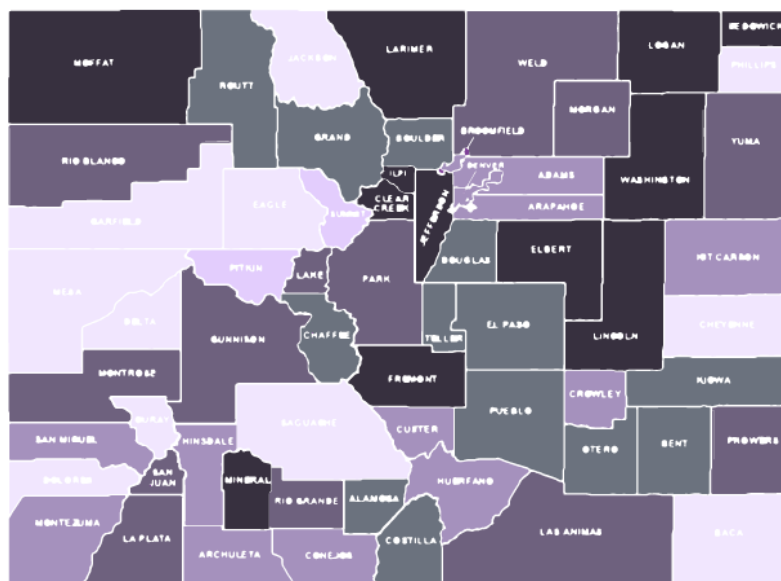 MOFFAT
ROUTT
JACKSON
LARIMER
WELD
LOGAN
SEDGWICK
PHILLIPS
MORGAN
GRAND
BOULDER
BROOMFIELD
RIO BLANCO
YUMA
DENVER
ADAMS
WASHINGTON
ILPI
CLEAR
CREEK
EAGLE
SUMMIT
JEFFERSON
ARAPAHOE
GARFIELD
ELBERT
DOUGLAS
KIT CARSON
PITKIN
LAKE
PARK
MESA
DELTA
GUNNISON
CHAFFEE
TELLER
EL PASO
LINCOLN
CHEYENNE
MONTROSE
FREMONT
KIOWA
CROWLEY
PUEBLO
OURAY
SAGUACHE
CUSTER
SAN MIGUEL
HINSDALE
OTERO
BENT
PROWERS
DOLORES
SAN
JUAN
MINERAL
RIO GRANDE
ALAMOSA
HUERFANO
MONTEZUMA
LA PLATA
ARCHULETA
CONEJOS
COSTILLA
LAS ANIMAS
BACA